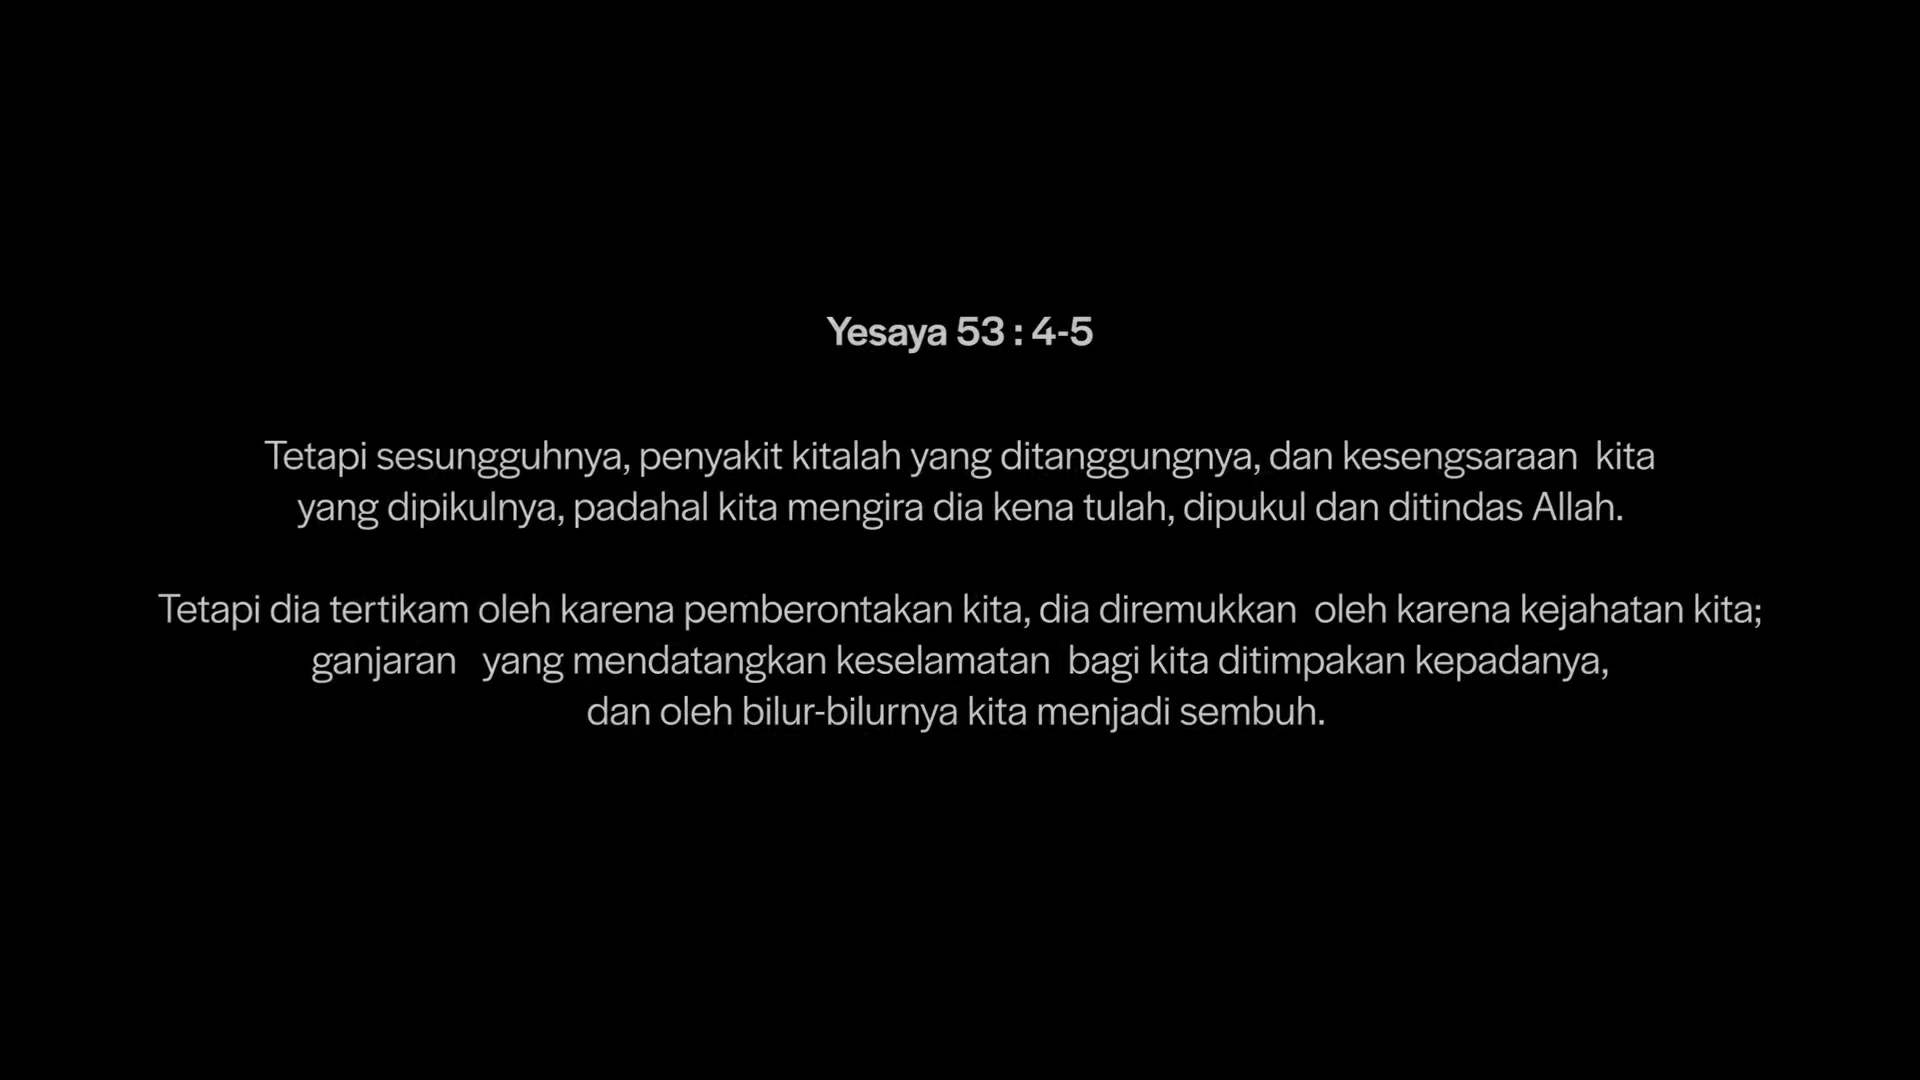 Yesaya 53 : 4-5
Tetapi sesungguhnya, penyakit kitalah yang ditanggungnya, dan kesengsaraan kita
yang dipikulnya, padahal kita mengira dia kena tulah, dipukul dan ditindas Allah.
Tetapi dia tertikam oleh karena pemberontakan kita, dia diremukkan oleh karena kejahatan kita;
ganjaran yang mendatangkan keselamatan bagi kita ditimpakan kepadanya,
dan oleh bilur-bilurnya kita menjadi sembuh.